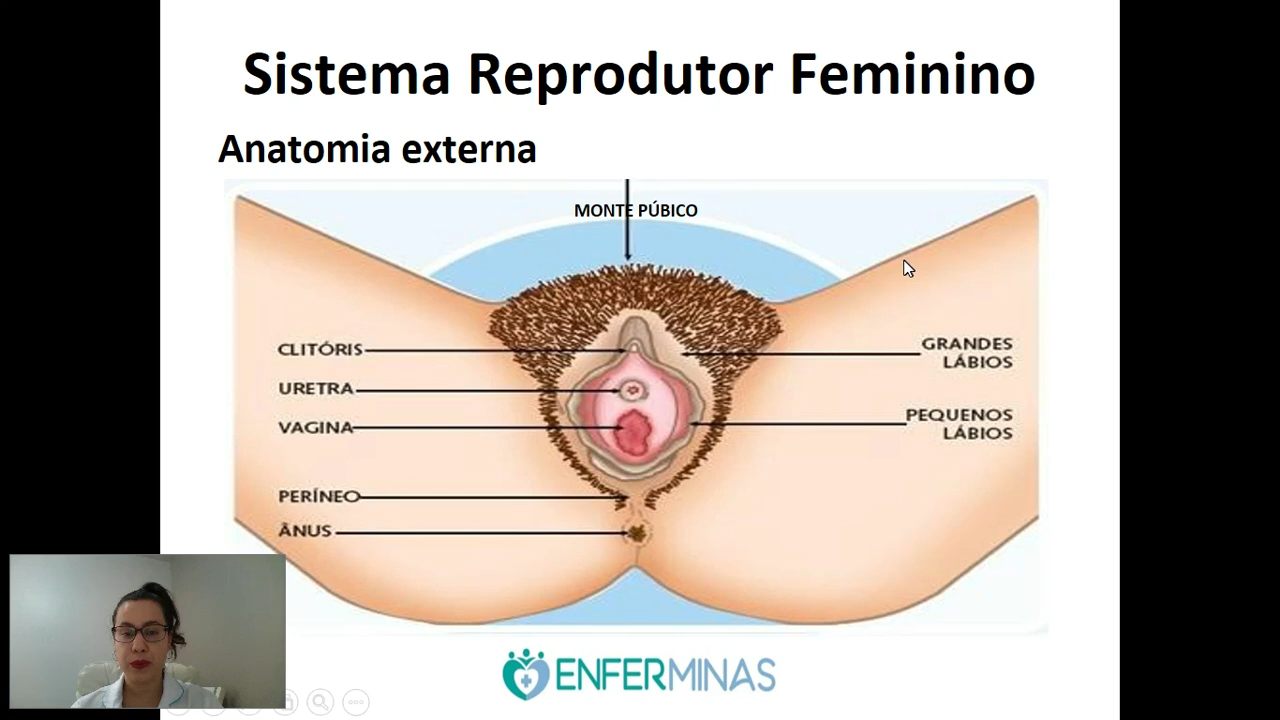 Sistema Reprodutor Feminino
Anatomia externa
MONTE PÚBICO
CLITÓRIS
URETRA
VAGINA
PERÍNEO
ÂNUS
GRANDES
LÁBIOS
PEQUENOS
LÁBIOS
ENFERMINAS